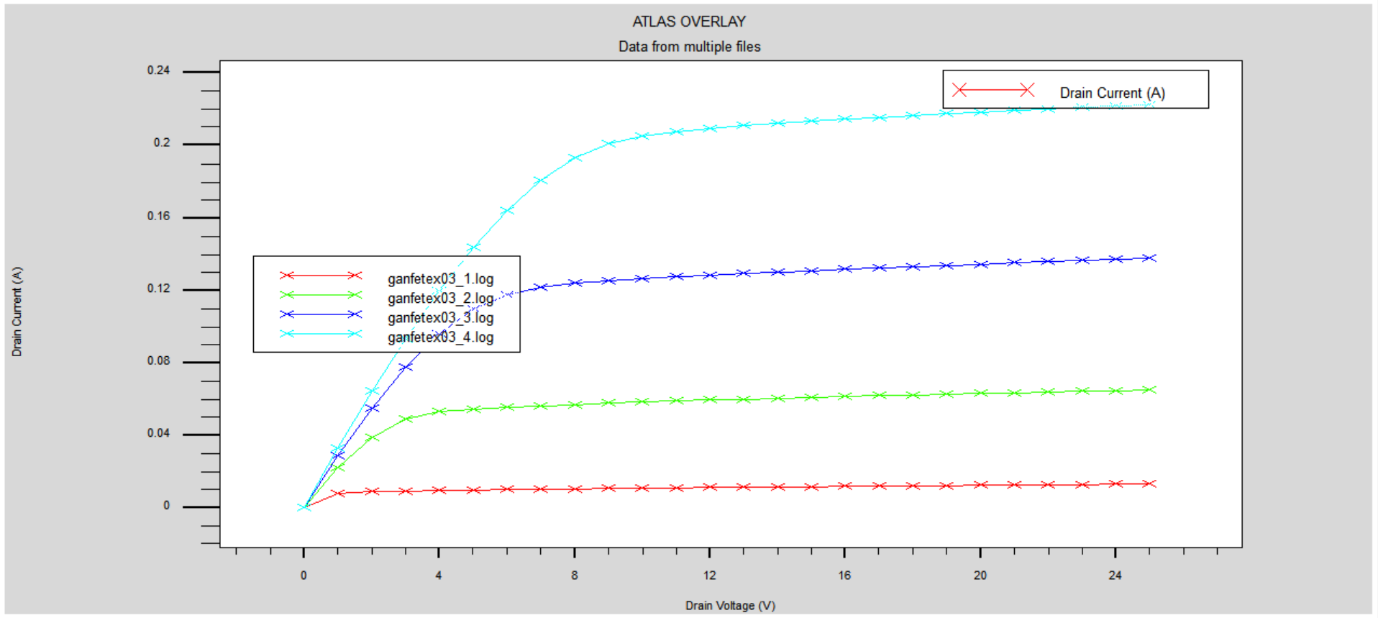 ATLAS OVERLAY
Data from multiple files
Drain Current (A)
0.24
0.2
0.16
0.12
0.08
0.04
0
Drain Current (A)
ganfetex03_1.log
ganfetex03_2.log
ganfetex03_3.log
ganfetex03_4.log
0 4 8 12 16 20 24
Drain Voltage (V)